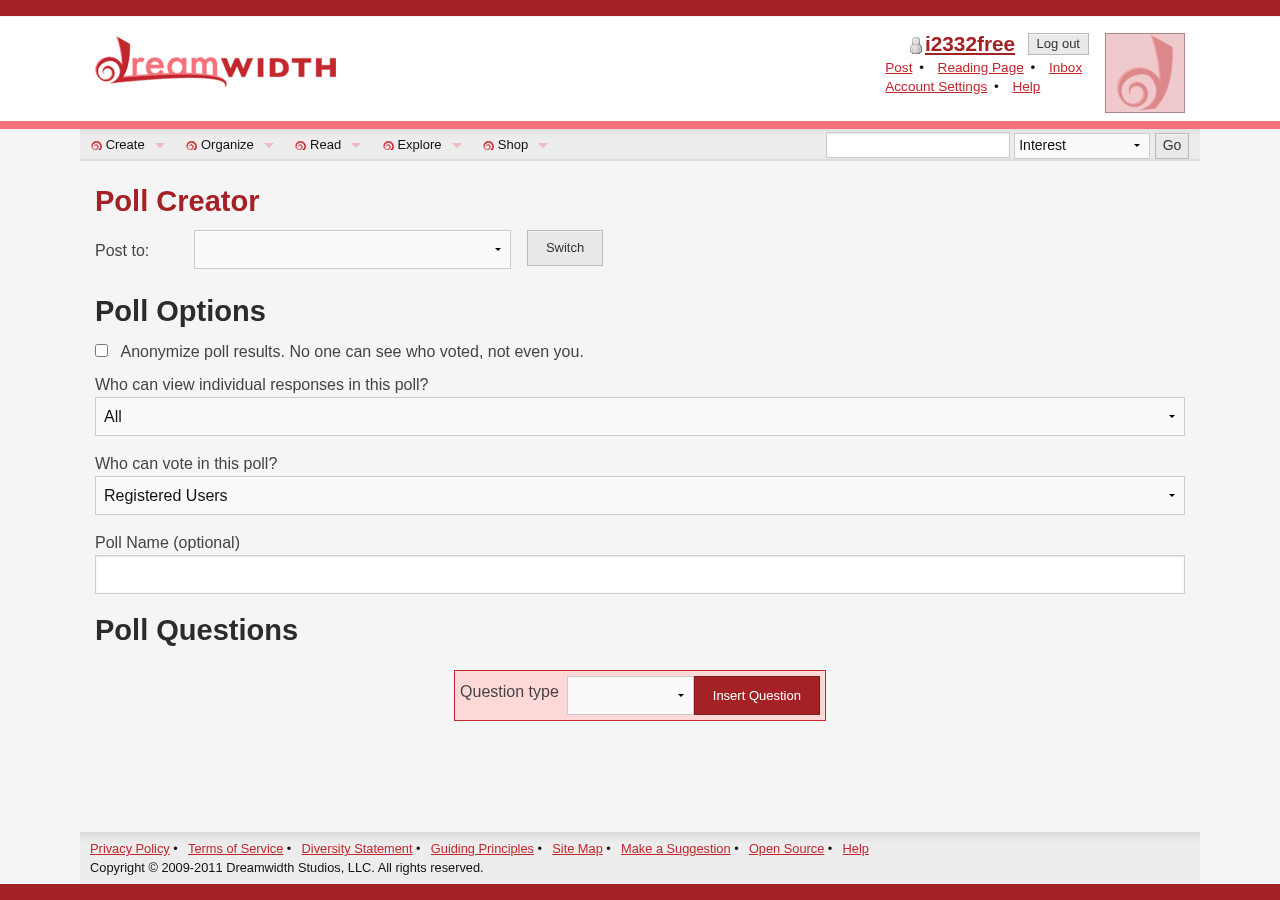 dreamWIDTH
i2332free Log out
Post • Reading Page • Inbox
Account Settings • Help
Create Organize Read Explore Shop Interest Go
Poll Creator
Post to: Switch
Poll Options
Anonymize poll results. No one can see who voted, not even you.
Who can view individual responses in this poll?
All
Who can vote in this poll?
Registered Users
Poll Name (optional)
Poll Questions
Question type Insert Question
Privacy Policy • Terms of Service • Diversity Statement • Guiding Principles • Site Map • Make a Suggestion • Open Source • Help
Copyright © 2009-2011 Dreamwidth Studios, LLC. All rights reserved.